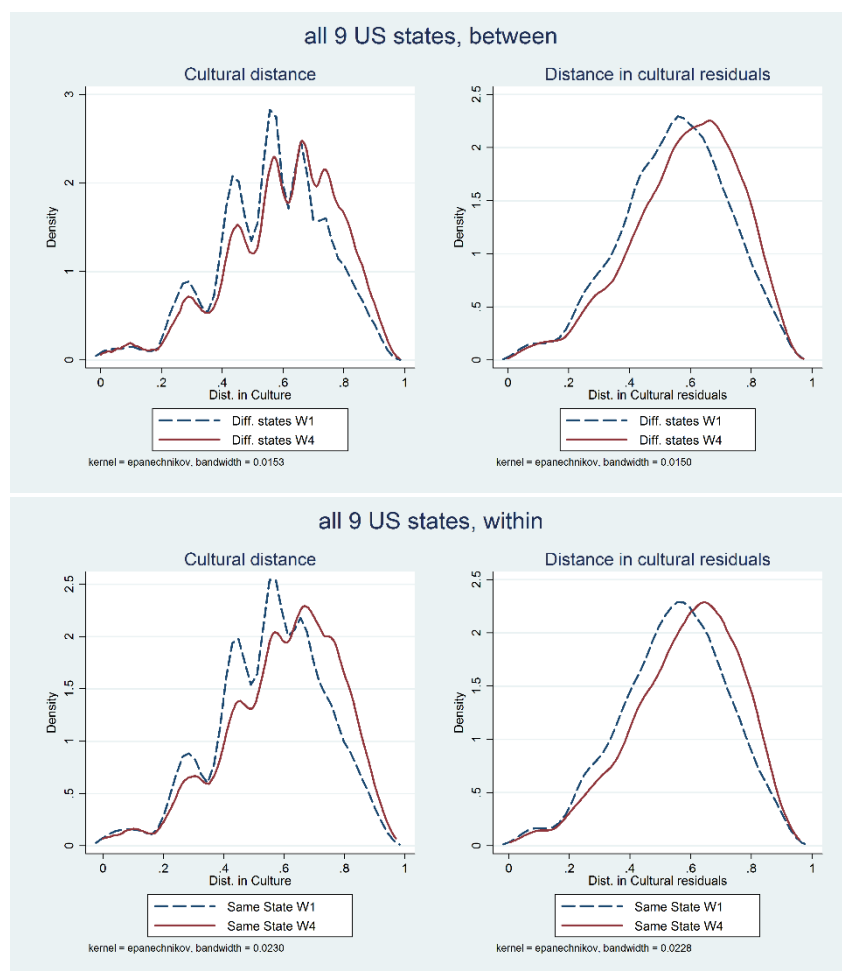 all 9 US states, between
Cultural distance
Distance in cultural residuals
3
2
1
0
Density
0 .2 .4 .6 .8 1
Dist. in Culture
Diff. states W1
Diff. states W4
kernel = epanechnikov, bandwidth = 0.0153
2.5
2
1.5
1
.5
0
Density
0 .2 .4 .6 .8 1
Dist. in Cultural residuals
Diff. states W1
Diff. states W4
kernel = epanechnikov, bandwidth = 0.0150
all 9 US states, within
Cultural distance
Distance in cultural residuals
2.5
2
1.5
1
.5
0
Density
0 .2 .4 .6 .8 1
Dist. in Culture
Same State W1
Same State W4
kernel = epanechnikov, bandwidth = 0.0230
2.5
2
1.5
1
.5
0
Density
0 .2 .4 .6 .8 1
Dist. in Cultural residuals
Same State W1
Same State W4
kernel = epanechnikov, bandwidth = 0.0228